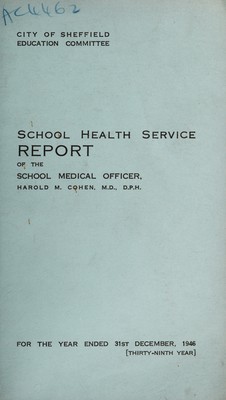 AC4462
CITY OF SHEFFIELD
EDUCATION COMMITTEE
SCHOOL HEALTH SERVICE
REPORT
OF THE
SCHOOL MEDICAL OFFICER,
HAROLD M. COHEN, M.D., D.P.H.
FOR THE YEAR ENDED 31ST DECEMBER, 1946
(THIRTY-NINTH YEAR)